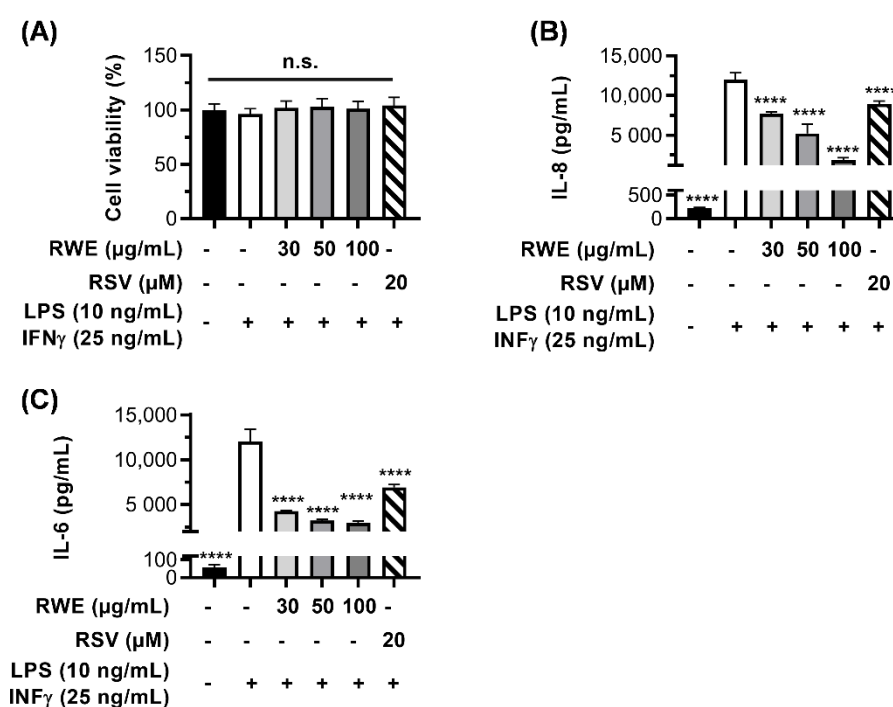 (A)
n.s.
150
100
50
0
Cell viability (%)
RWE (µg/mL) - - 30 50 100 -
RSV (µM) - - - - - 20
LPS (10 ng/mL)
IFNγ (25 ng/mL) - + + + + +
(B)
15,000
10,000
5 000
500
0
IL-8 (pg/mL)
**** **** **** **** ****
RWE (µg/mL) - - 30 50 100 -
RSV (µM) - - - - - 20
LPS (10 ng/mL)
INFγ (25 ng/mL) - + + + + +
(C)
15,000
10,000
5 000
100
0
IL-6 (pg/mL)
**** **** **** **** ****
RWE (µg/mL) - - 30 50 100 -
RSV (µM) - - - - - 20
LPS (10 ng/mL)
INFγ (25 ng/mL) - + + + + +